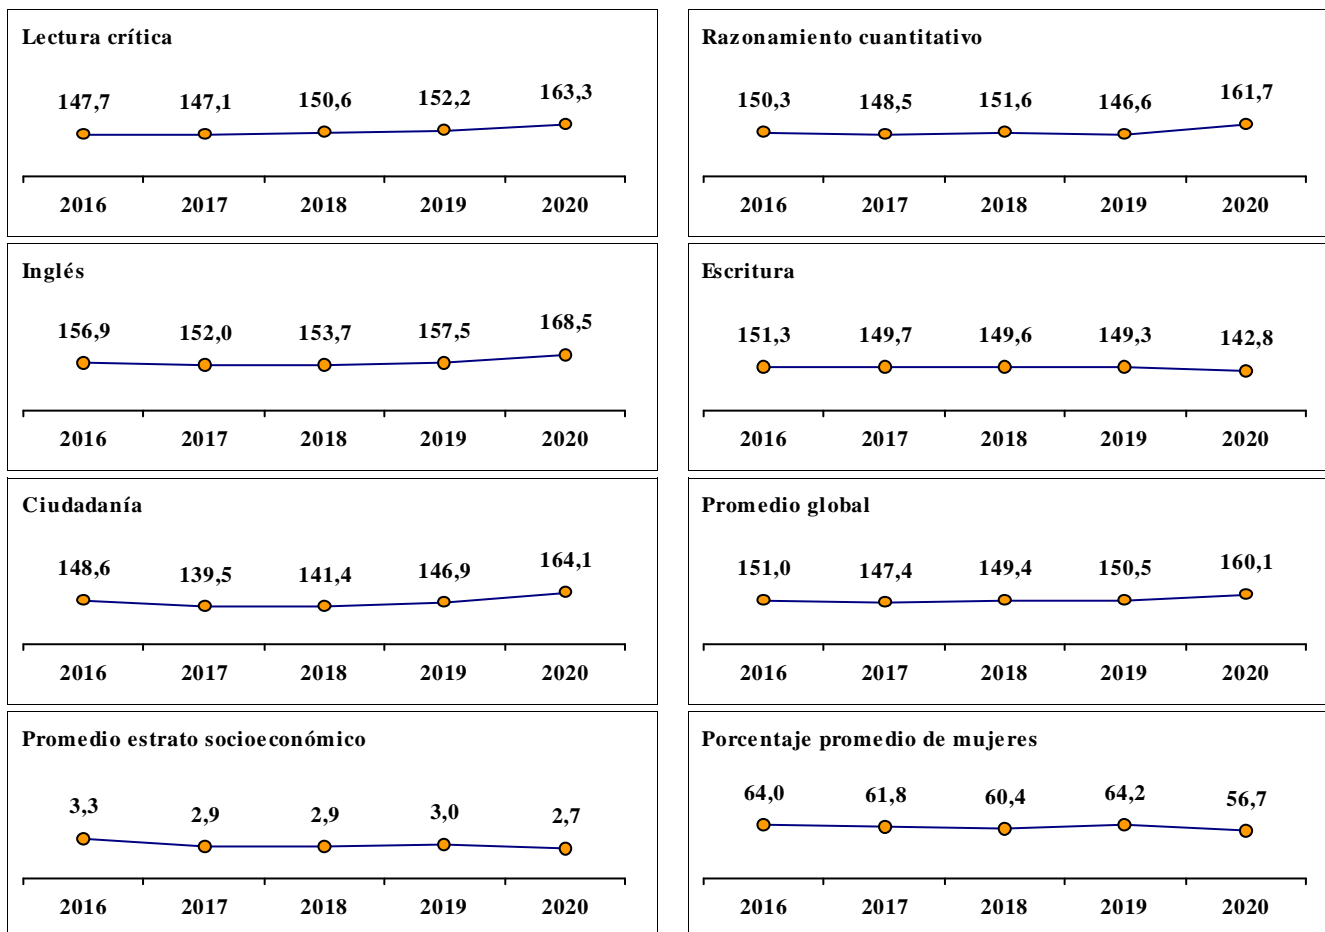 Lectura crítica
147,7 147,1 150,6 152,2 163,3
2016 2017 2018 2019 2020
Razonamiento cuantitativo
150,3 148,5 151,6 146,6 161,7
2016 2017 2018 2019 2020
Inglés
156,9 152,0 153,7 157,5 168,5
2016 2017 2018 2019 2020
Escritura
151,3 149,7 149,6 149,3 142,8
2016 2017 2018 2019 2020
Ciudadanía
148,6 139,5 141,4 146,9 164,1
2016 2017 2018 2019 2020
Promedio global
151,0 147,4 149,4 150,5 160,1
2016 2017 2018 2019 2020
Promedio estrato socioeconómico
3,3 2,9 2,9 3,0 2,7
2016 2017 2018 2019 2020
Porcentaje promedio de mujeres
64,0 61,8 60,4 64,2 56,7
2016 2017 2018 2019 2020